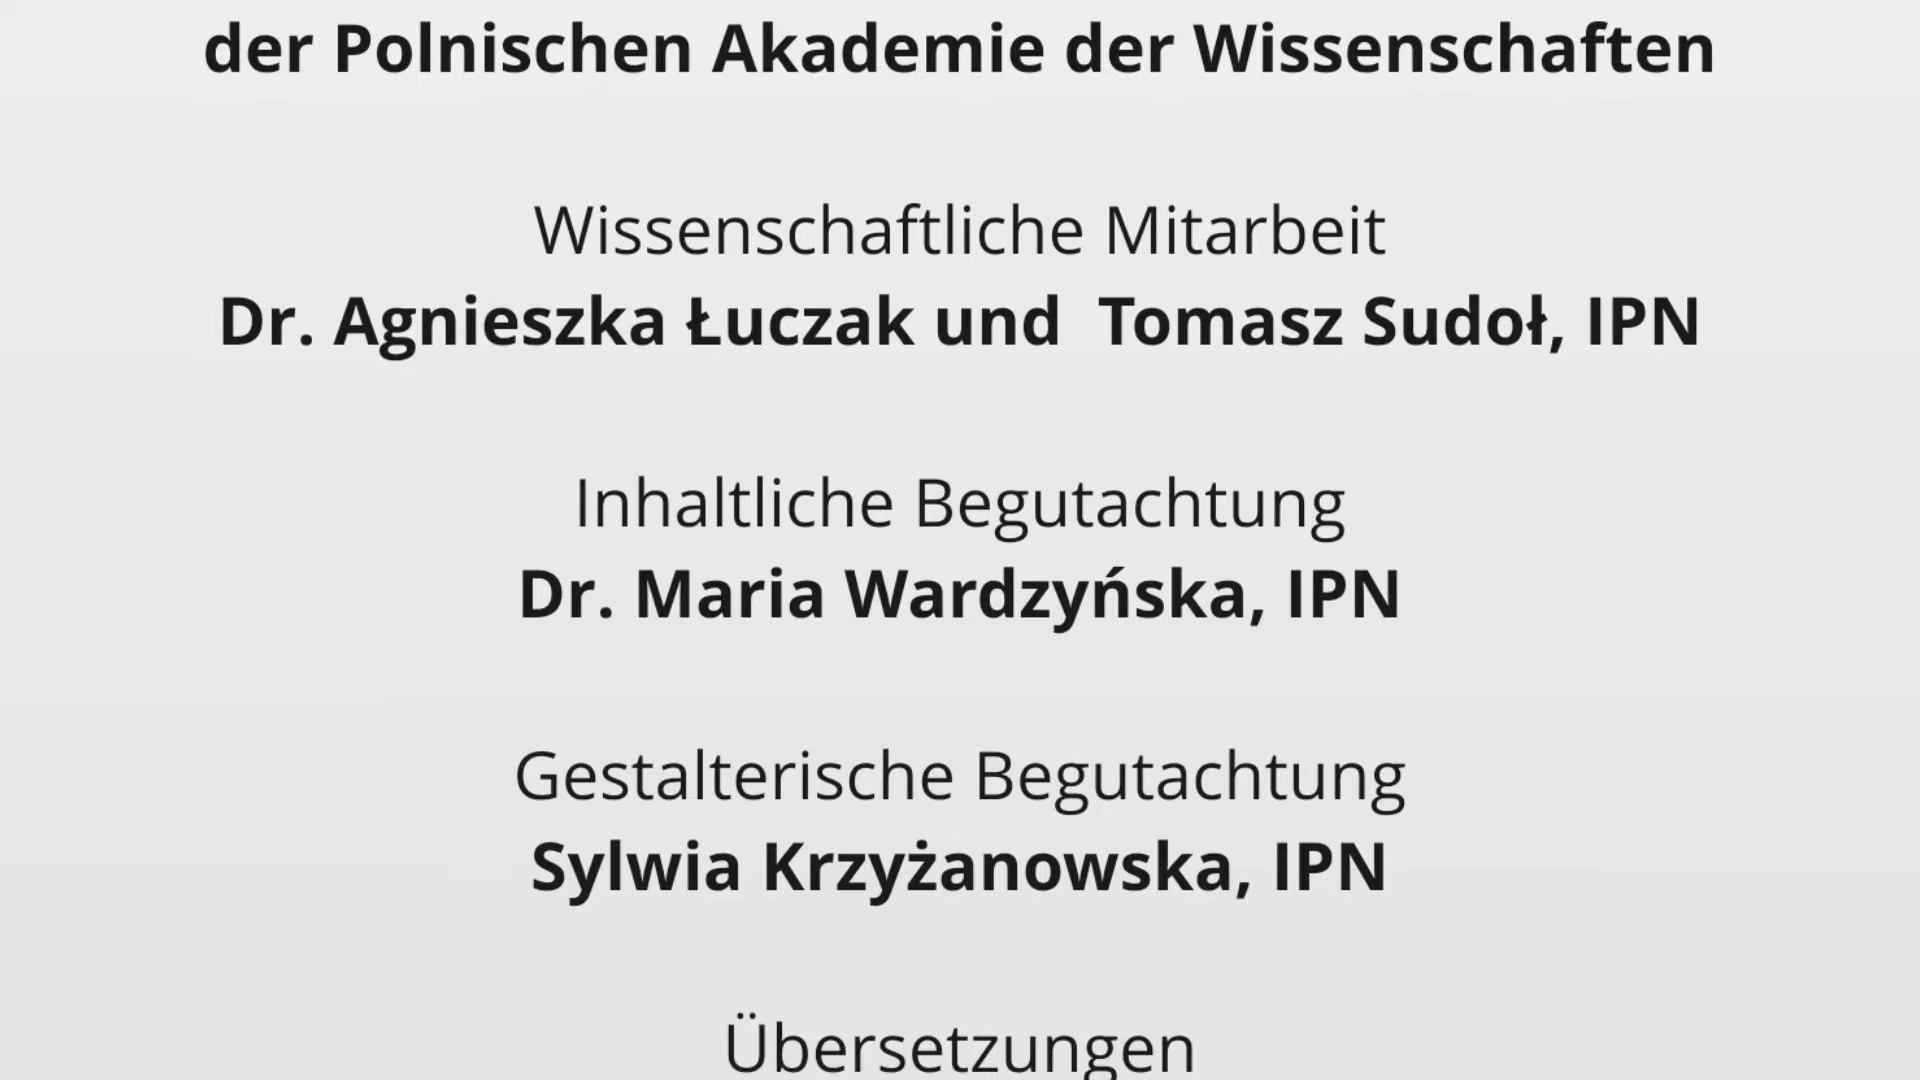 der Polnischen Akademie der Wissenschaften
Wissenschaftliche Mitarbeit
Dr. Agnieszka Łuczak und  Tomasz Sudoł, IPN
Inhaltliche Begutachtung
Dr. Maria Wardzyńska, IPN
Gestalterische Begutachtung
Sylwia Krzyżanowska, IPN
Übersetzungen